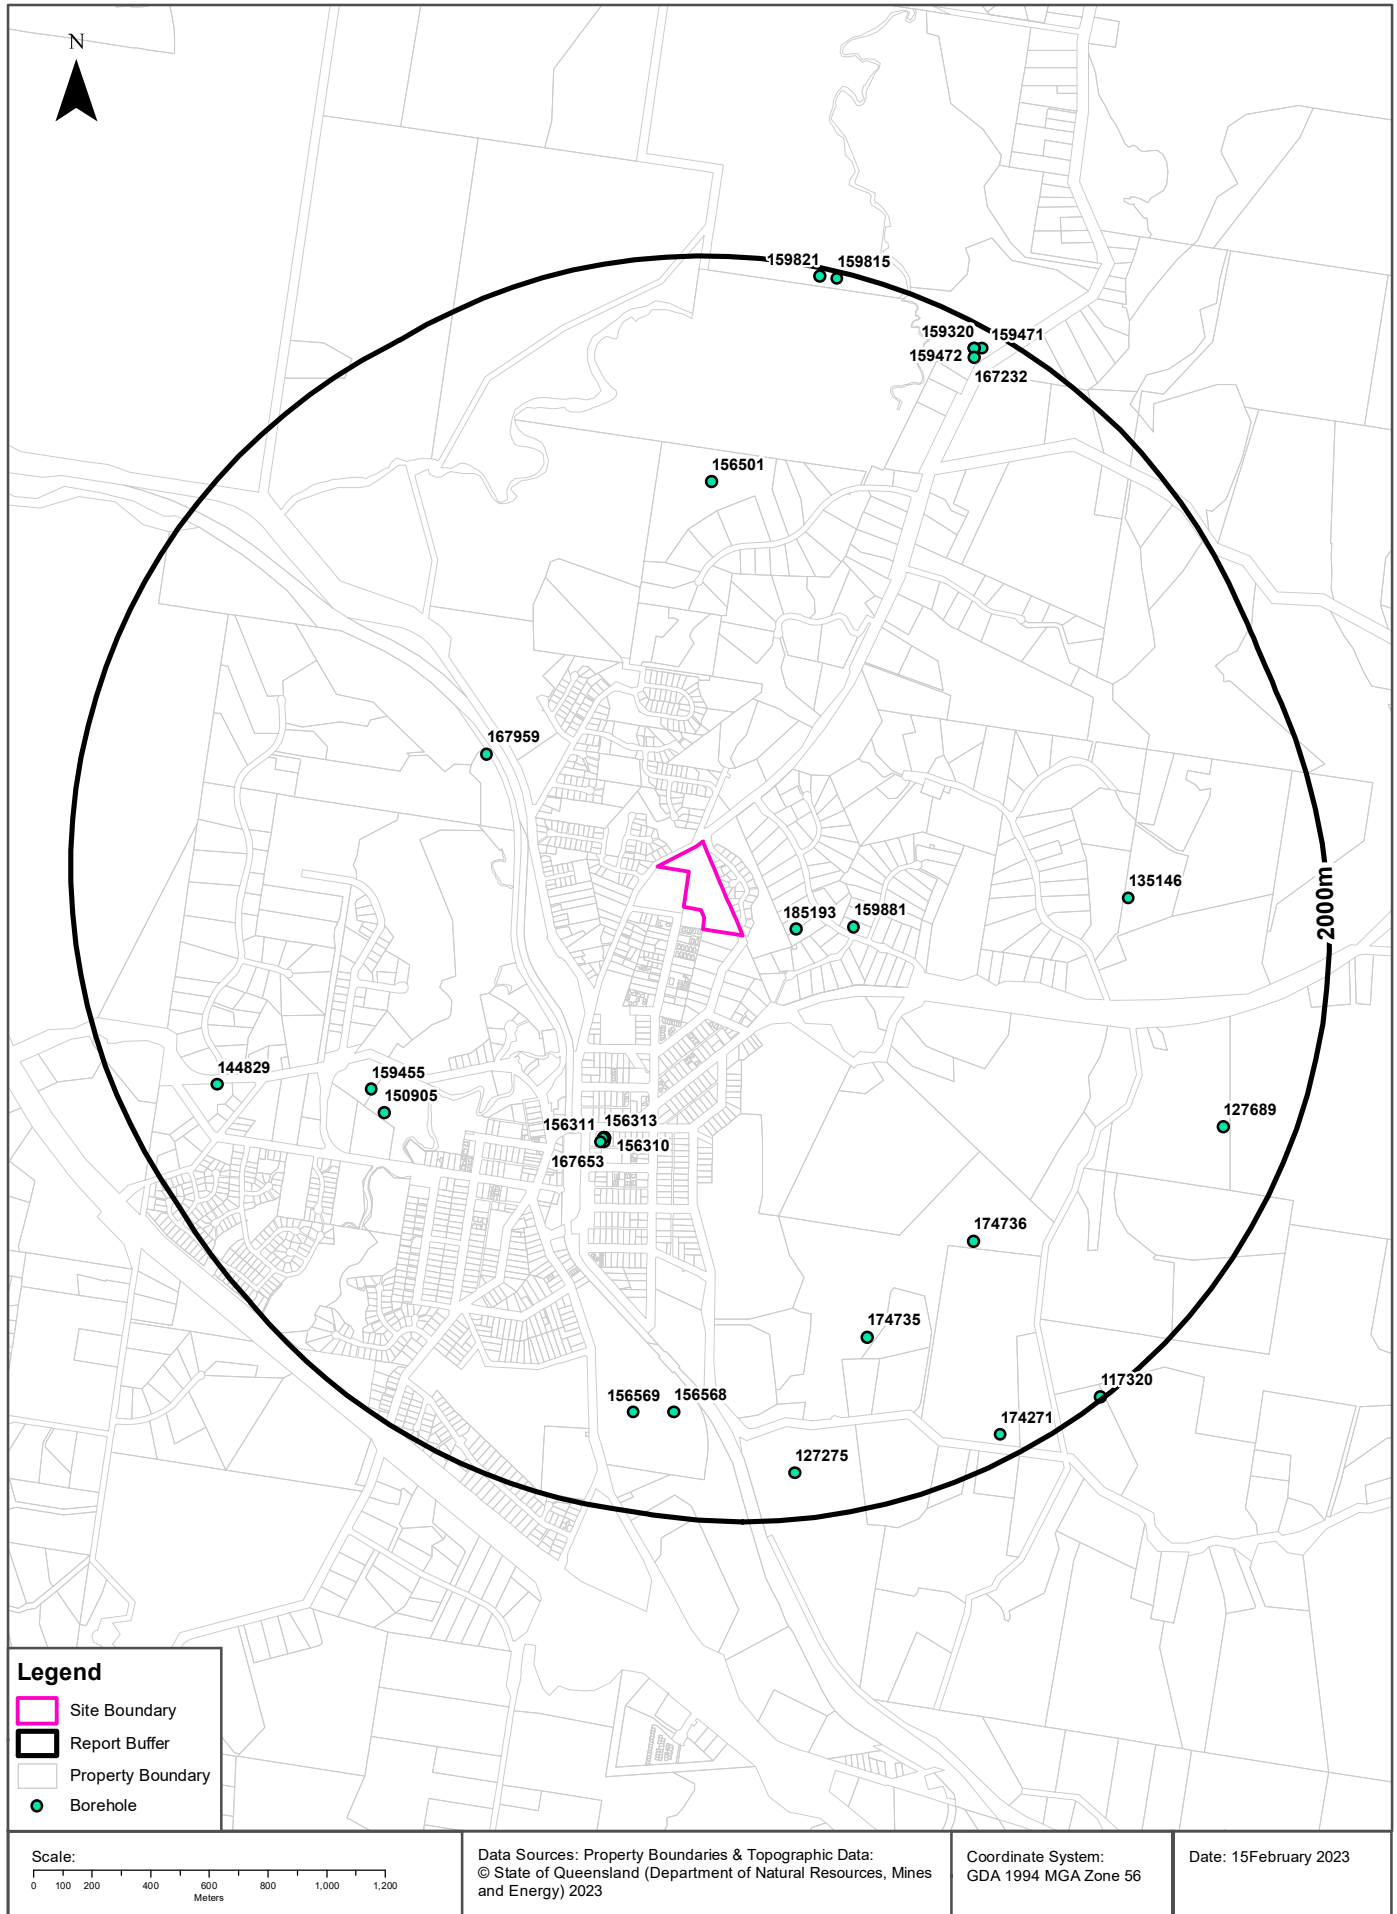 N
159821
159815
159320
159471
159472
167232
156501
167959
135146
185193
159881
2000m
144829
159455
150905
127689
156311
156313
156310
167653
174736
174735
117320
156569
156568
174271
127275
Legend
Site Boundary
Report Buffer
Property Boundary
Borehole
Scale:
0 100 200 400 600 800 1,000 1,200
Meters
Data Sources: Property Boundaries & Topographic Data:
© State of Queensland (Department of Natural Resources, Mines
and Energy) 2023
Coordinate System:
GDA 1994 MGA Zone 56
Date: 15February 2023